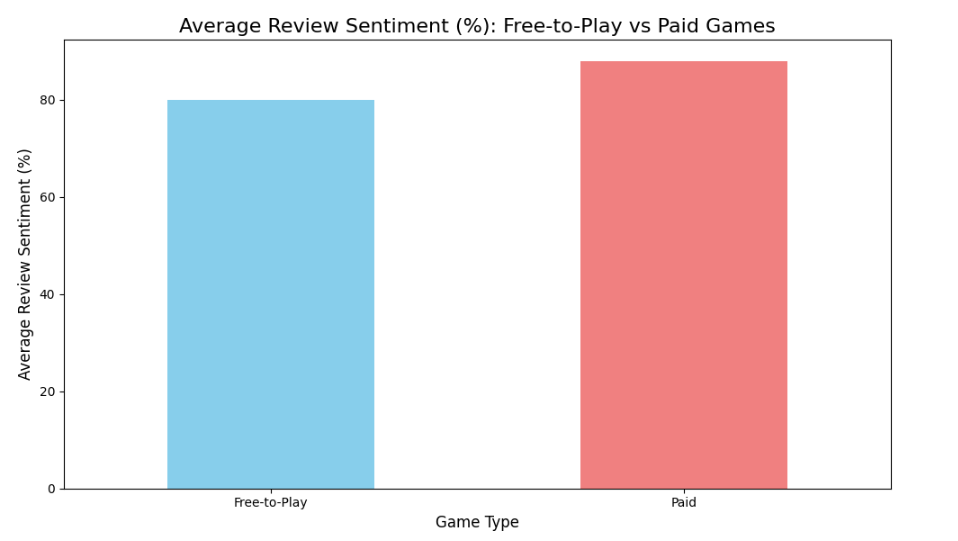 Average Review Sentiment (%): Free-to-Play vs Paid Games
Average Review Sentiment (%)
80
60
40
20
0
Free-to-Play
Paid
Game Type